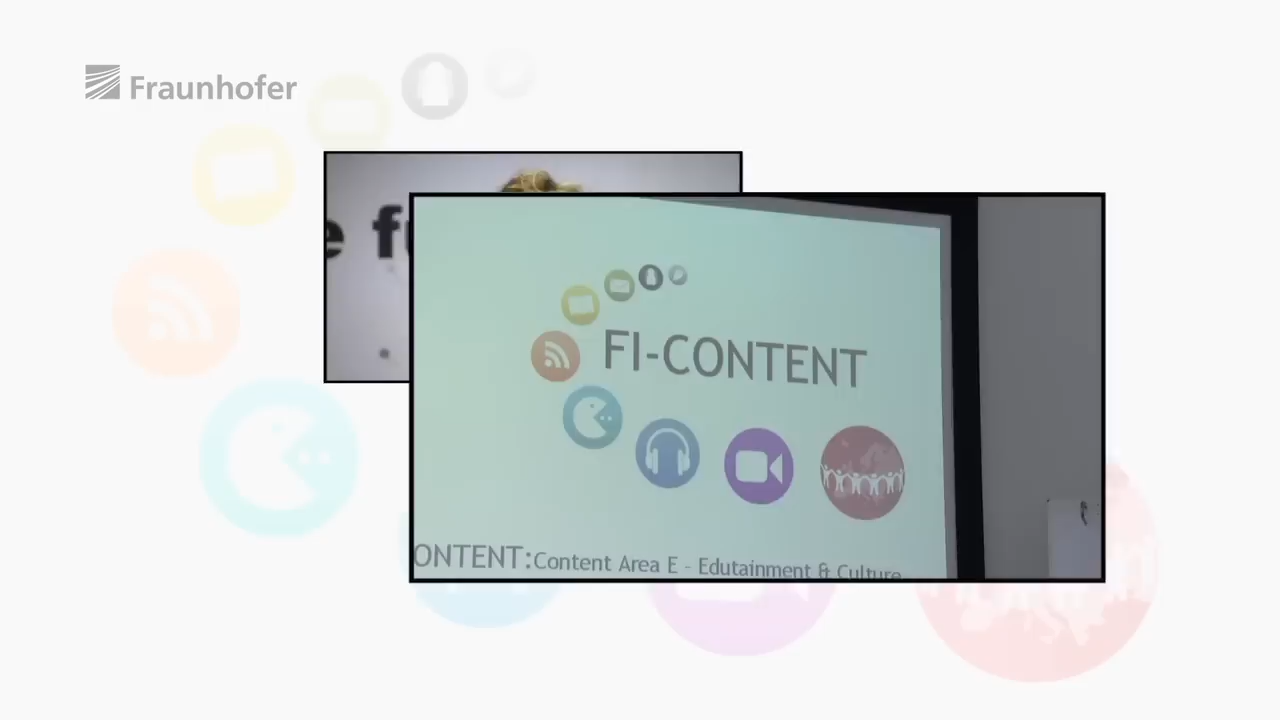 Fraunhofer
e f
FI-CONTENT
ONTENT: Content Area E - Edutainment & Culture